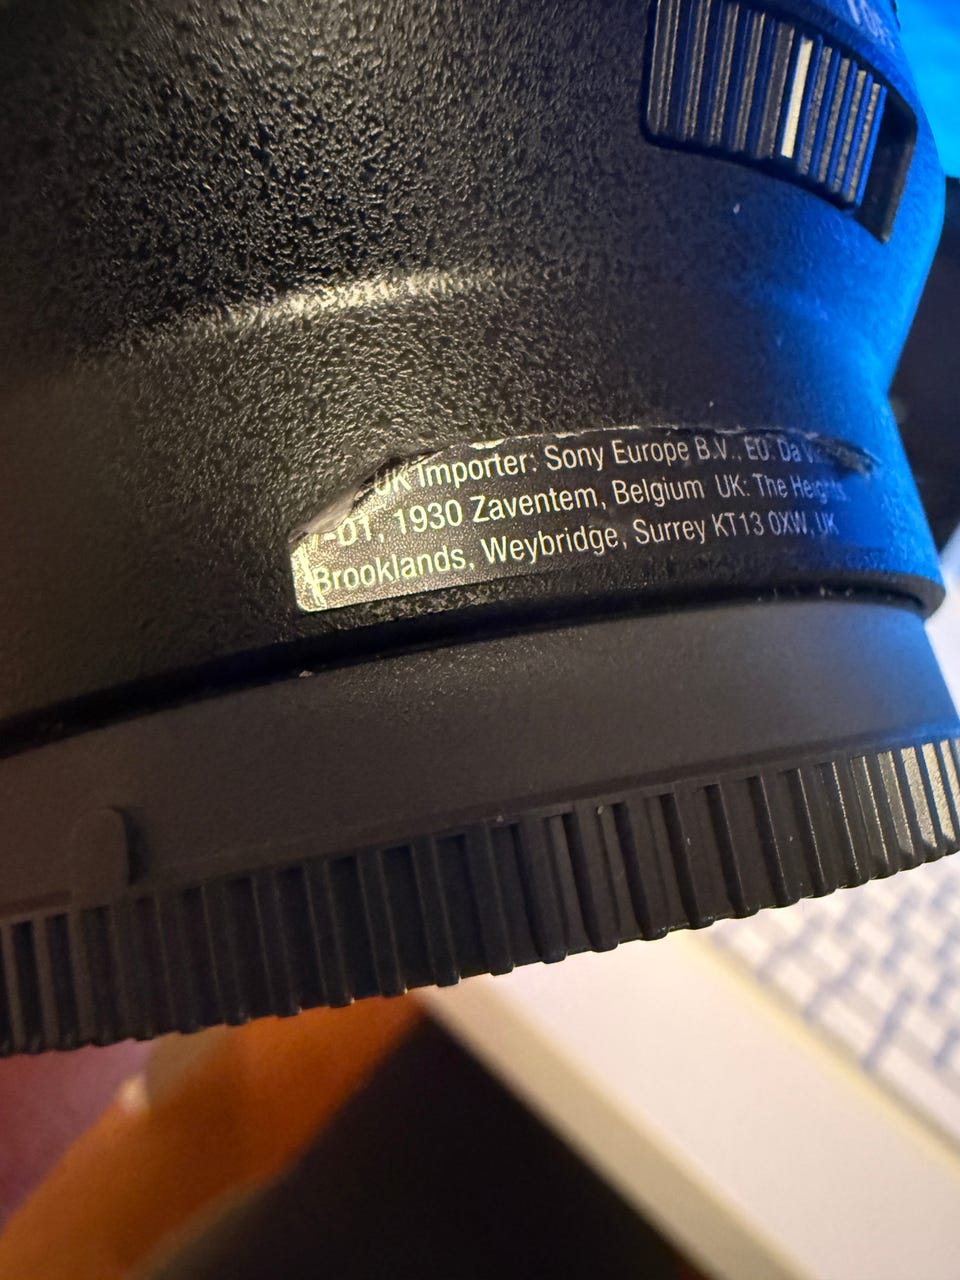 UK Importer: Sony Europe B.V., EU: Da
-D1, 1930 Zaventem, Belgium UK: The Heights
Brooklands, Weybridge, Surrey KT13 0XW, UK